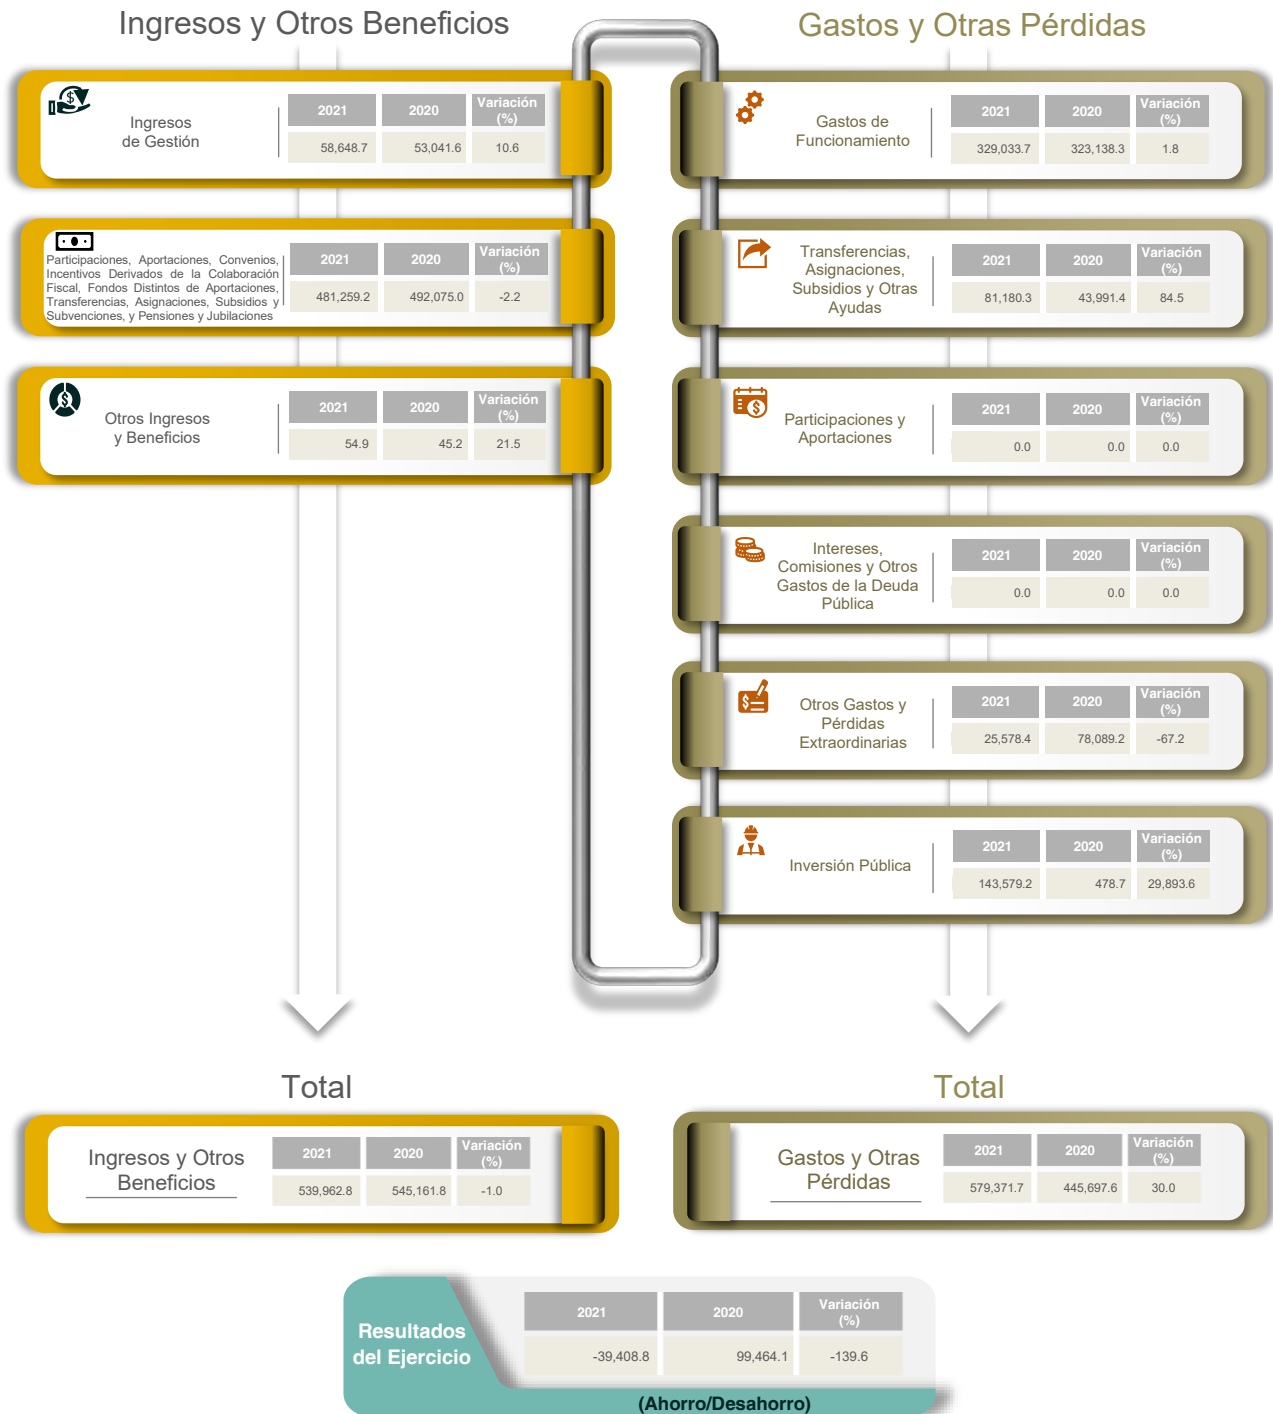 Ingresos y Otros Beneficios
Ingresos
de Gestión
2021 2020 Variación (%)
58,648.7 53,041.6 10.6
Participaciones, Aportaciones, Convenios,
Incentivos Derivados de la Colaboración
Fiscal, Fondos Distintos de Aportaciones,
Transferencias, Asignaciones, Subsidios y
Subvenciones, y Pensiones y Jubilaciones
2021 2020 Variación (%)
481,259.2 492,075.0 -2.2
Otros Ingresos
y Beneficios
2021 2020 Variación (%)
54.9 45.2 21.5
Gastos y Otras Pérdidas
Gastos de
Funcionamiento
2021 2020 Variación (%)
329,033.7 323,138.3 1.8
Transferencias,
Asignaciones,
Subsidios y Otras
Ayudas
2021 2020 Variación (%)
81,180.3 43,991.4 84.5
Participaciones y
Aportaciones
2021 2020 Variación (%)
0.0 0.0 0.0
Intereses,
Comisiones y Otros
Gastos de la Deuda
Pública
2021 2020 Variación (%)
0.0 0.0 0.0
Otros Gastos y
Pérdidas
Extraordinarias
2021 2020 Variación (%)
25,578.4 78,089.2 -67.2
Inversión Pública
2021 2020 Variación (%)
143,579.2 478.7 29,893.6
Total
Ingresos y Otros
Beneficios
2021 2020 Variación (%)
539,962.8 545,161.8 -1.0
Total
Gastos y Otras
Pérdidas
2021 2020 Variación (%)
579,371.7 445,697.6 30.0
Resultados
del Ejercicio
2021 2020 Variación (%)
-39,408.8 99,464.1 -139.6
(Ahorro/Desahorro)